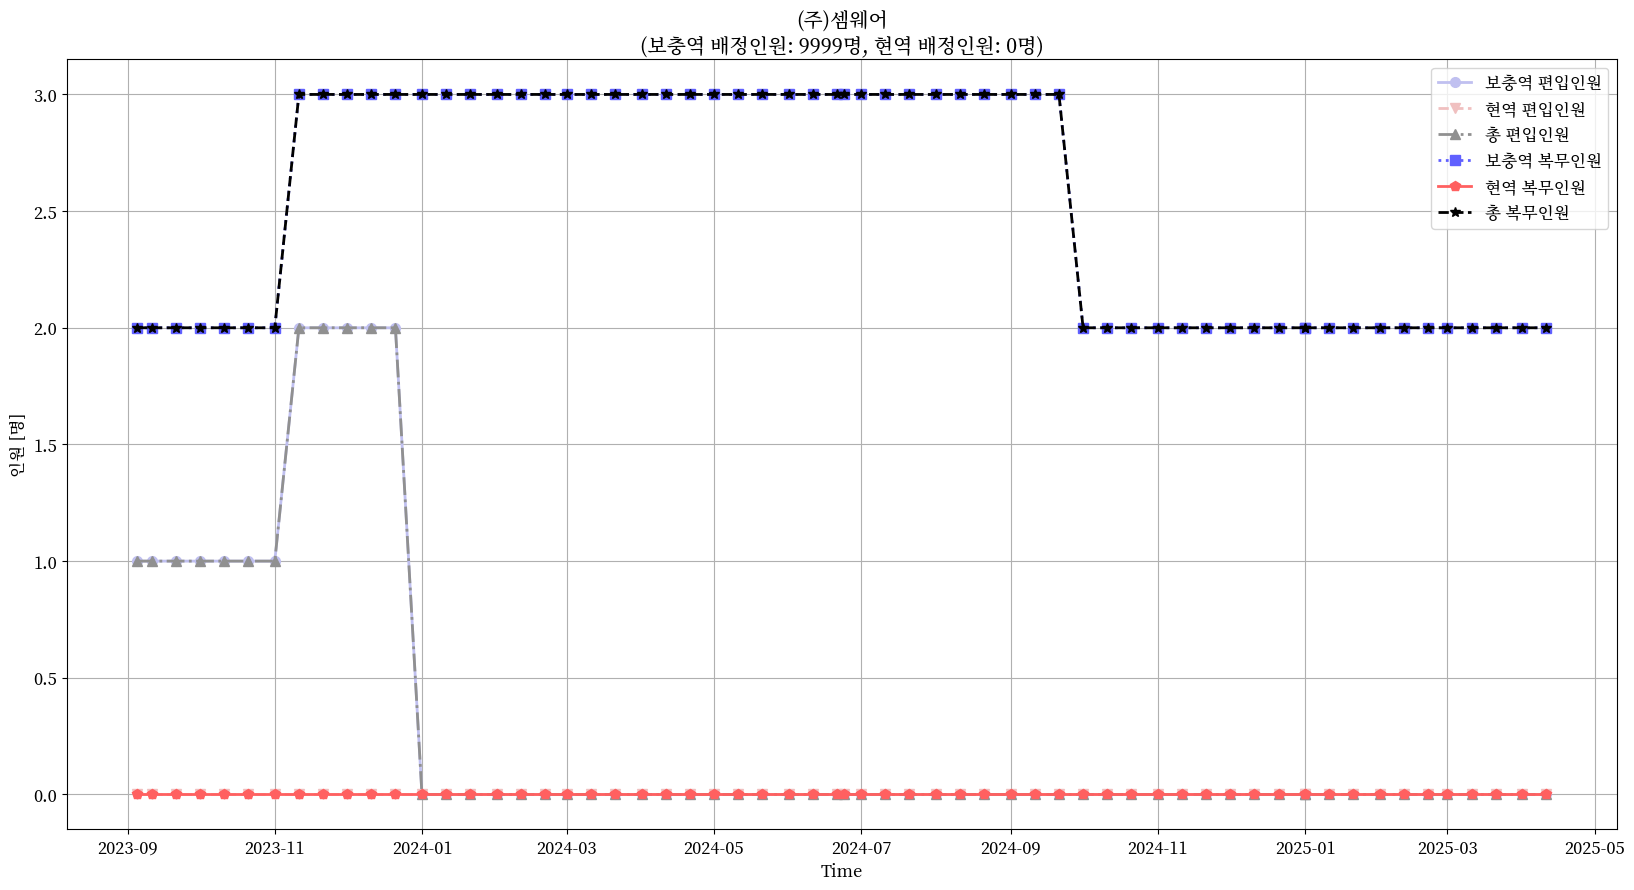 (주)셈웨어
(보충역 배정인원: 9999명, 현역 배정인원: 0명)
보충역 편입인원
현역 편입인원
총 편입인원
보충역 복무인원
현역 복무인원
총 복무인원
인원 [명]
3.0
2.5
2.0
1.5
1.0
0.5
0.0
2023-09
2023-11
2024-01
2024-03
2024-05
2024-07
2024-09
2024-11
2025-01
2025-03
2025-05
Time